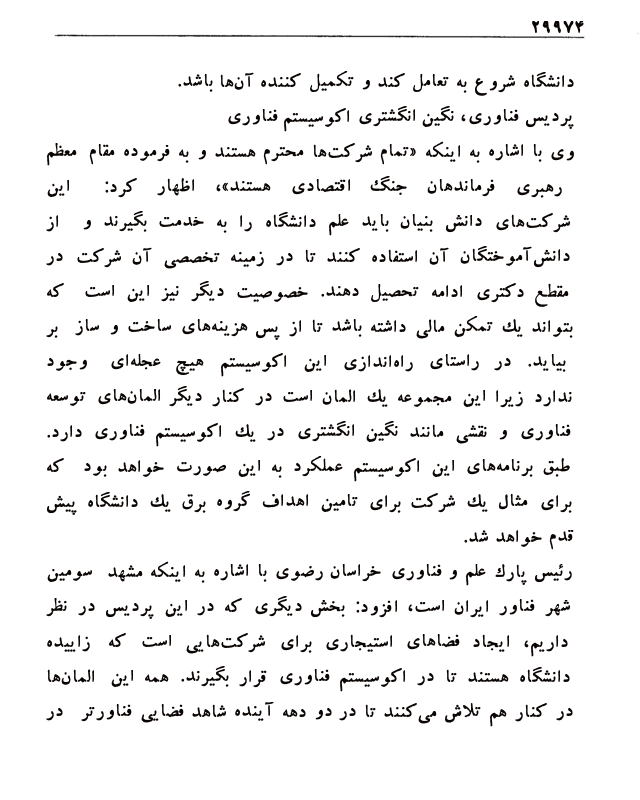 ۲۹۹۷۴
دانشگاه شروع به تعامل کند و تکمیل کننده آن‌ها باشد.
پردیس فناوری، نگین انگشتری اکوسیستم فناوری
وی با اشاره به اینکه «تمام شرکت‌ها محترم هستند و به فرموده مقام معظم
رهبری فرماندهان جنگ اقتصادی هستند»، اظهار کرد: این
شرکت‌های دانش بنیان باید علم دانشگاه را به خدمت بگیرند و از
دانش‌آموختگان آن استفاده کنند تا در زمینه تخصصی آن شرکت در
مقطع دکتری ادامه تحصیل دهند. خصوصیت دیگر نیز این است که
بتواند یك تمکن مالی داشته باشد تا از پس هزینه‌های ساخت و ساز بر
بیاید. در راستای راه‌اندازی این اکوسیستم هیچ عجله‌ای وجود
ندارد زیرا این مجموعه یك المان است در کنار دیگر المان‌های توسعه
فناوری و نقشی مانند نگین انگشتری در یك اکوسیستم فناوری دارد.
طبق برنامه‌های این اکوسیستم عملکرد به این صورت خواهد بود که
برای مثال یك شرکت برای تامین اهداف گروه برق یك دانشگاه پیش
قدم خواهد شد.
رئیس پارك علم و فناوری خراسان رضوی با اشاره به اینکه مشهد سومین
شهر فناور ایران است، افزود: بخش دیگری که در این پردیس در نظر
داریم، ایجاد فضاهای استیجاری برای شرکت‌هایی است که زاییده
دانشگاه هستند تا در اکوسیستم فناوری قرار بگیرند. همه این المان‌ها
در کنار هم تلاش می‌کنند تا در دو دهه آینده شاهد فضایی فناورتر در